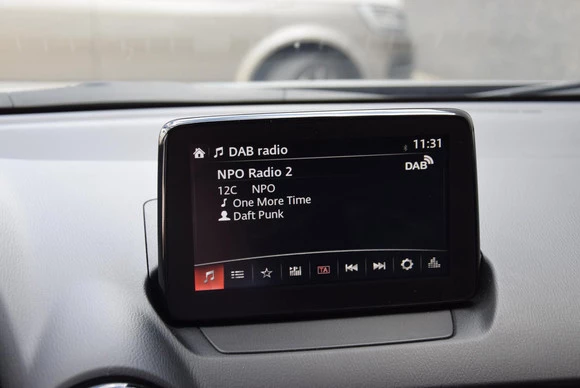 DAB radio 11:31
NPO Radio 2 DAB
12C NPO
One More Time
Daft Punk
TA